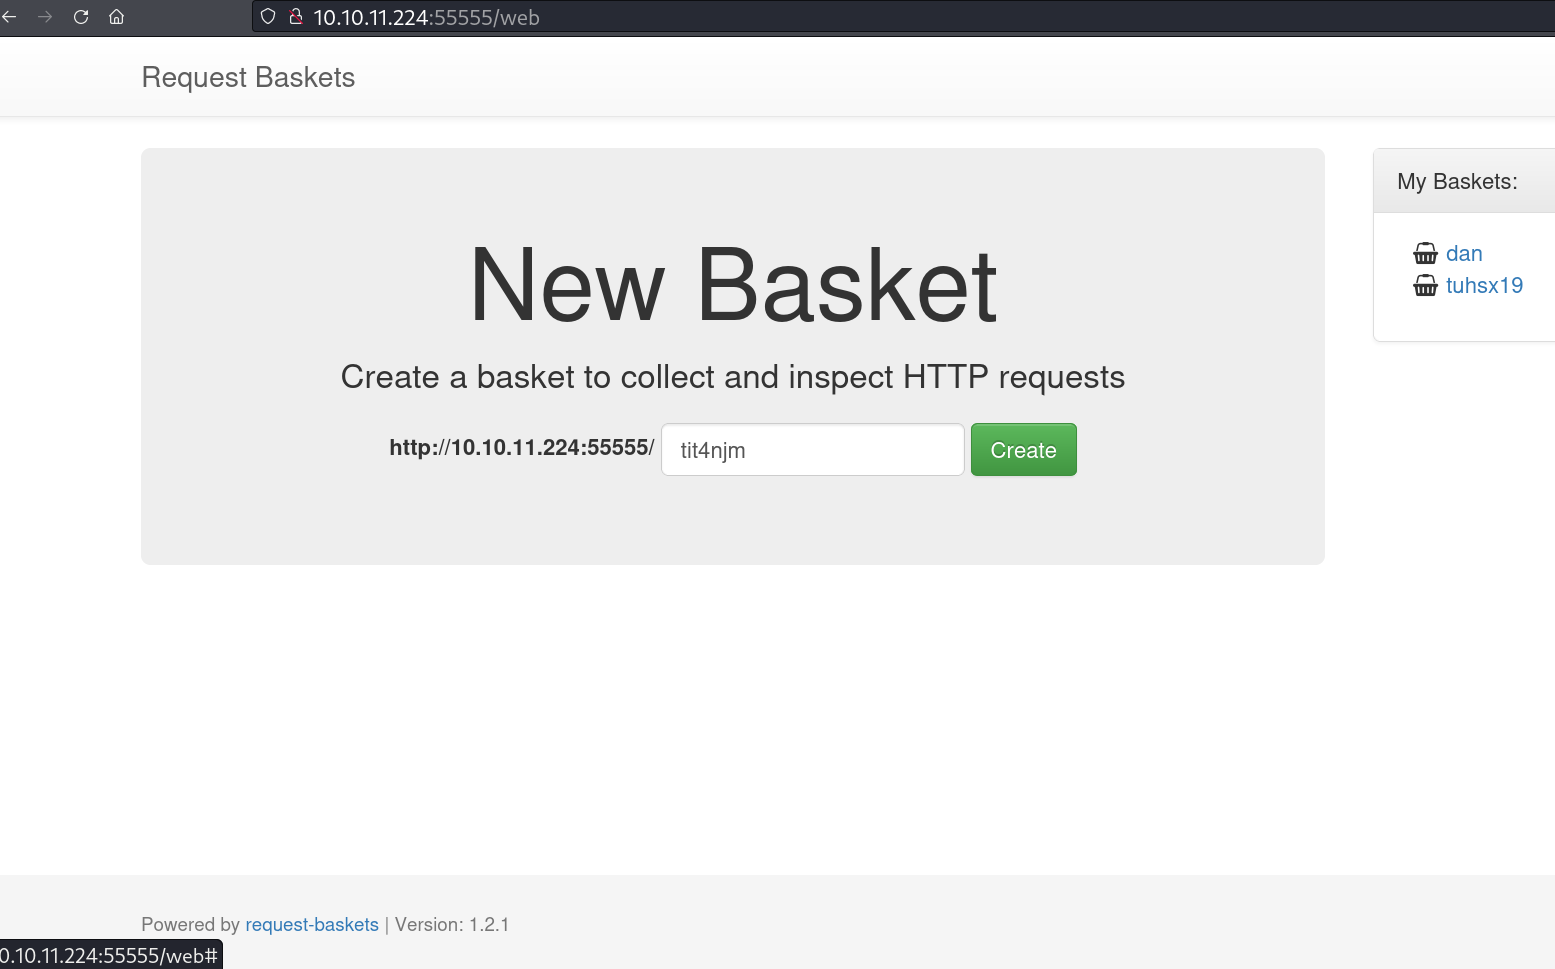 10.10.11.224:55555/web
Request Baskets
New Basket
Create a basket to collect and inspect HTTP requests
http://10.10.11.224:55555/ tit4njm Create
My Baskets:
dan
tuhsx19
Powered by request-baskets | Version: 1.2.1
0.10.11.224:55555/web#